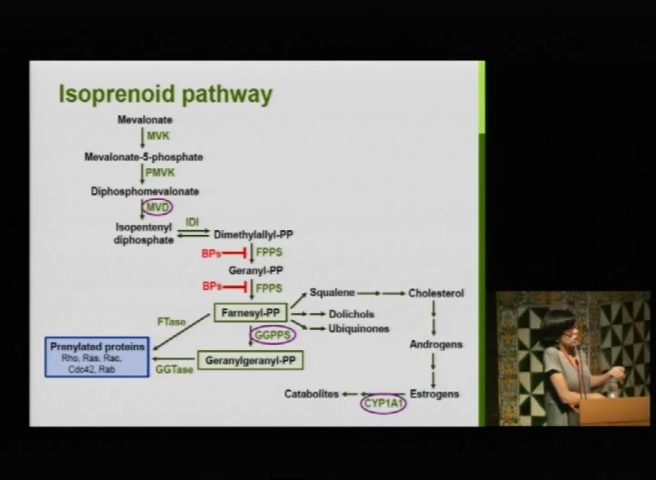 Isoprenoid pathway
Mevalonate
MVK
Mevalonate-5-phosphate
PMVK
Diphosphomevalonate
MVD
Isopentenyl
diphosphate
IDI
Dimethylallyl-PP
BPs
FPPS
Geranyl-PP
BPs
FPPS
Farnesyl-PP
Squalene
Cholesterol
Dolichols
Ubiquinones
FTase
GGPPS
Prenylated proteins
Rho, Ras, Rac,
Cdc42, Rab
GGTase
Geranylgeranyl-PP
Androgens
Catabolites
CYP1A1
Estrogens